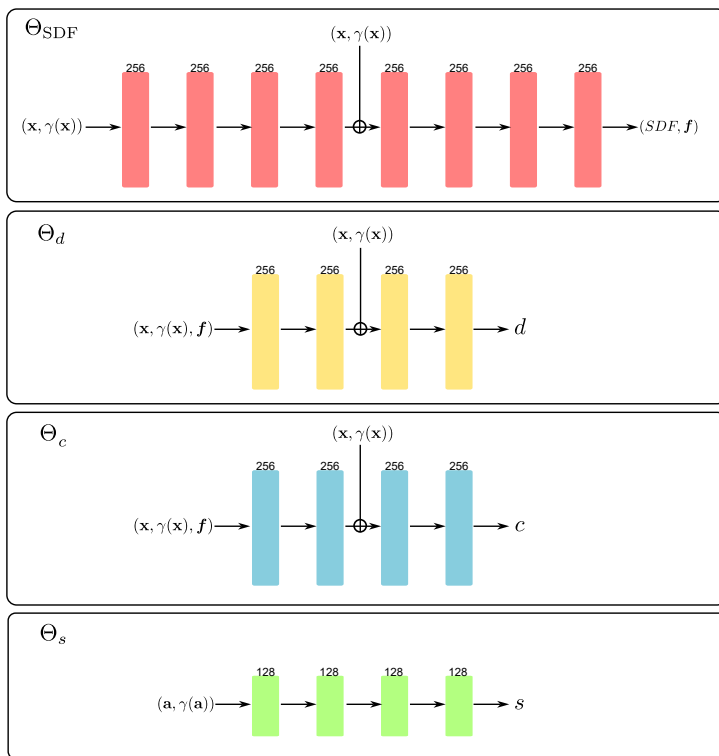 Θ_SDF
(x, γ(x))
256 256 256 256 256 256 256 256
(x, γ(x))
(SDF, f)
Θ_d
(x, γ(x))
256 256 256 256
(x, γ(x), f)
d
Θ_c
(x, γ(x))
256 256 256 256
(x, γ(x), f)
c
Θ_s
128 128 128 128
(a, γ(a))
s